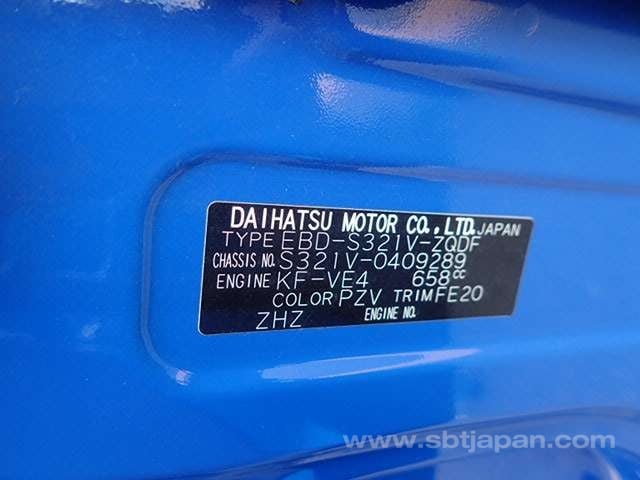 DAIHATSU MOTOR CO., LTD. JAPAN
TYPE EBD-S321V-ZQDF
CHASSIS NO. S321V-0409289
ENGINE KF-VE4 658cc
COLOR PZV TRIM FE20
ZHZ ENGINE NO.
www.sbtjapan.com